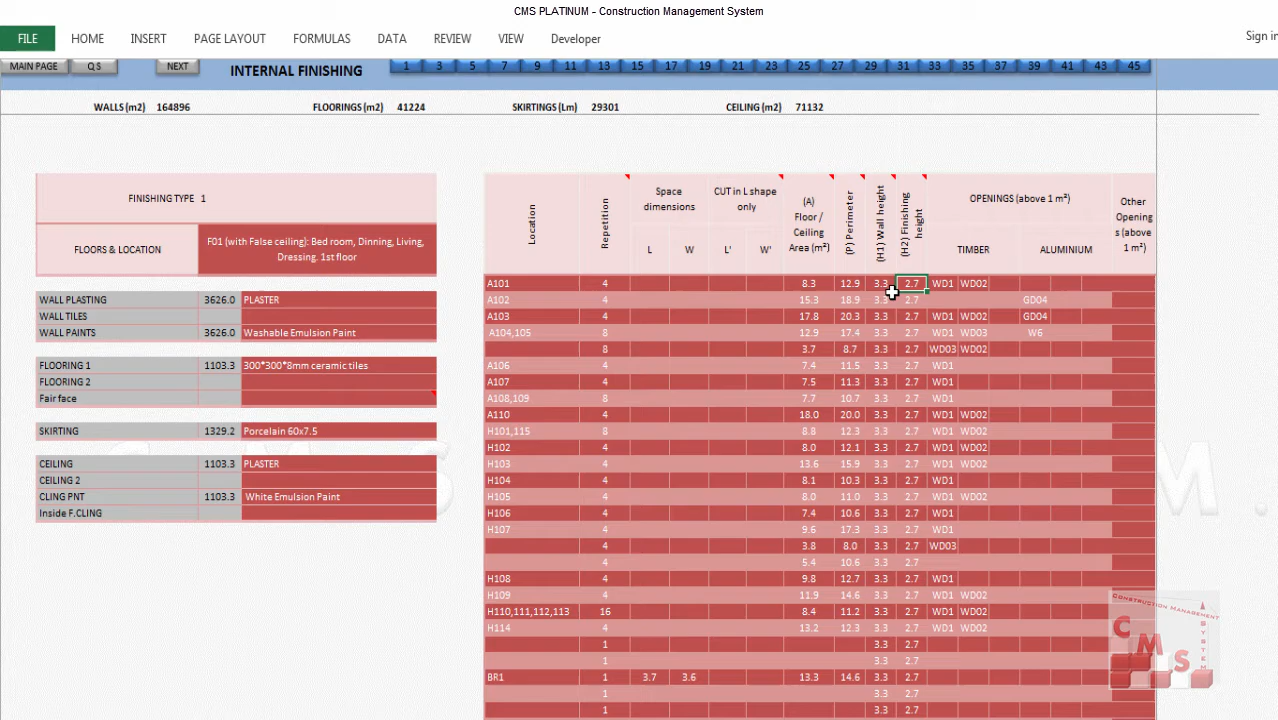 CMS PLATINUM - Construction Management System
FILE HOME INSERT PAGE LAYOUT FORMULAS DATA REVIEW VIEW Developer Sign in
MAIN PAGE Q S NEXT INTERNAL FINISHING 1 3 5 7 9 11 13 15 17 19 21 23 25 27 29 31 33 35 37 39 41 43 45
WALLS (m2) 164896 FLOORINGS (m2) 41224 SKIRTINGS (Lm) 29301 CEILING (m2) 71132
FINISHING TYPE 1
FLOORS & LOCATION
F01 (with False ceiling): Bed room, Dinning, Living,
Dressing. 1st floor
WALL PLASTING 3626.0 PLASTER
WALL TILES
WALL PAINTS 3626.0 Washable Emulsion Paint
FLOORING 1 1103.3 300*300*8mm ceramic tiles
FLOORING 2
Fair face
SKIRTING 1329.2 Porcelain 60x7.5
CEILING 1103.3 PLASTER
CEILING 2
CLING PNT 1103.3 White Emulsion Paint
Inside F.CLING
Location
Repetition
Space
dimensions
L W
CUT in L shape
only
L' W'
(A)
Floor /
Ceiling
Area (m²)
(P) Perimeter
(H1) Wall height
(H2) Finishing
height
OPENINGS (above 1 m²)
TIMBER ALUMINIUM
Other
Opening
s (above
1 m²)
A101 4 8.3 12.9 3.3 2.7 WD1 WD02
A102 4 15.3 18.9 3.3 2.7 GD04
A103 4 17.8 20.3 3.3 2.7 WD1 WD02 GD04
A104,105 8 12.9 17.4 3.3 2.7 WD1 WD03 W6
8 3.7 8.7 3.3 2.7 WD03 WD02
A106 4 7.4 11.5 3.3 2.7 WD1
A107 4 7.5 11.3 3.3 2.7 WD1
A108,109 8 7.7 10.7 3.3 2.7 WD1
A110 4 18.0 20.0 3.3 2.7 WD1 WD02
H101,115 8 8.8 12.3 3.3 2.7 WD1 WD02
H102 4 8.0 12.1 3.3 2.7 WD1 WD02
H103 4 13.6 15.9 3.3 2.7 WD1 WD02
H104 4 8.1 10.3 3.3 2.7 WD1
H105 4 8.0 11.0 3.3 2.7 WD1 WD02
H106 4 7.4 10.6 3.3 2.7 WD1
H107 4 9.6 17.3 3.3 2.7 WD1
4 3.8 8.0 3.3 2.7 WD03
4 5.4 10.6 3.3 2.7
H108 4 9.8 12.7 3.3 2.7 WD1
H109 4 11.9 14.6 3.3 2.7 WD1 WD02
H110,111,112,113 16 8.4 11.2 3.3 2.7 WD1 WD02
H114 4 13.2 12.3 3.3 2.7 WD1 WD02
1 3.3 2.7
1 3.3 2.7
BR1 1 3.7 3.6 13.3 14.6 3.3 2.7
1 3.3 2.7
1 3.3 2.7
CONSTRUCTION MANAGEMENT
SYSTEM
C M S